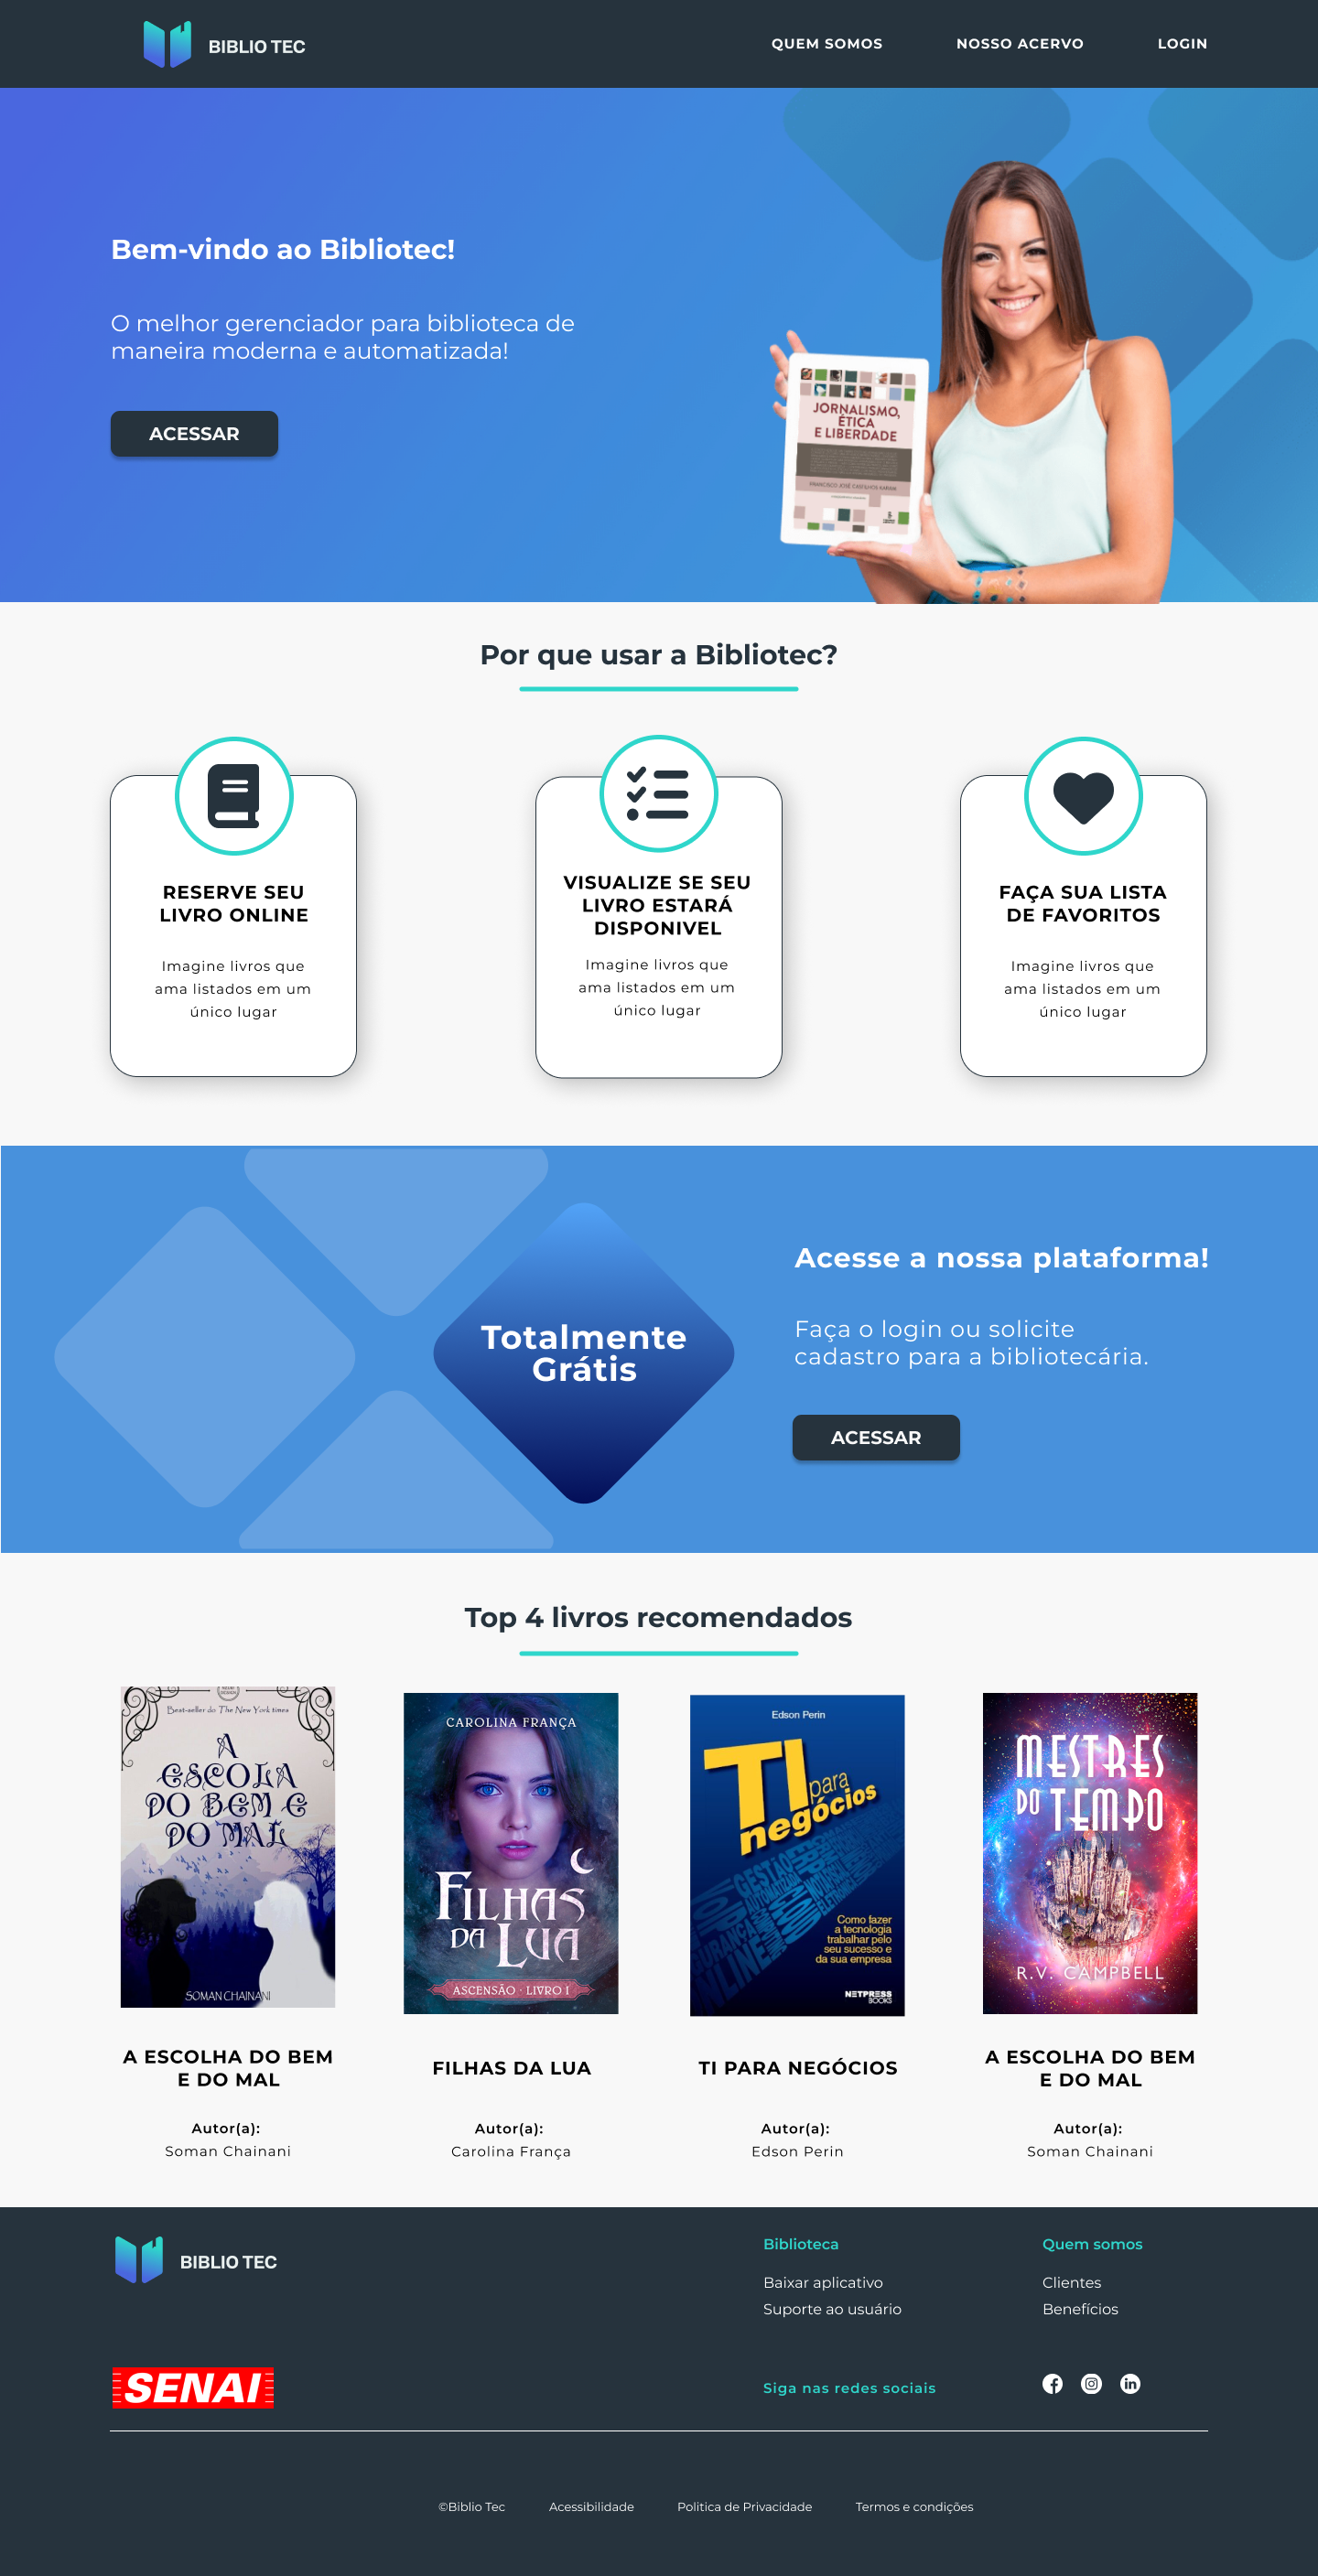 BIBLIO TEC
QUEM SOMOS
NOSSO ACERVO
LOGIN
Bem-vindo ao Bibliotec!
O melhor gerenciador para biblioteca de
maneira moderna e automatizada!
ACESSAR
JORNALISMO,
ÉTICA
E LIBERDADE
Por que usar a Bibliotec?
RESERVE SEU
LIVRO ONLINE
Imagine livros que
ama listados em um
único lugar
VISUALIZE SE SEU
LIVRO ESTARÁ
DISPONIVEL
Imagine livros que
ama listados em um
único lugar
FAÇA SUA LISTA
DE FAVORITOS
Imagine livros que
ama listados em um
único lugar
Totalmente
Grátis
Acesse a nossa plataforma!
Faça o login ou solicite
cadastro para a bibliotecária.
ACESSAR
Top 4 livros recomendados
Best-seller do The New York times
A
ESCOLA
DO BEM E
DO MAL
SOMAN CHAINANI
CAROLINA FRANÇA
FILHAS
DA LUA
ASCENSÃO · LIVRO I
Edson Perin
TI para
negócios
Como fazer
a tecnologia
trabalhar pelo
seu sucesso e
da sua empresa
NETPRESS
BOOKS
MESTRES
DO TEMPO
R.V. CAMPBELL
A ESCOLHA DO BEM
E DO MAL
Autor(a):
Soman Chainani
FILHAS DA LUA
Autor(a):
Carolina França
TI PARA NEGÓCIOS
Autor(a):
Edson Perin
A ESCOLHA DO BEM
E DO MAL
Autor(a):
Soman Chainani
BIBLIO TEC
Biblioteca
Baixar aplicativo
Suporte ao usuário
Quem somos
Clientes
Benefícios
SENAI
Siga nas redes sociais
©Biblio Tec
Acessibilidade
Politica de Privacidade
Termos e condições